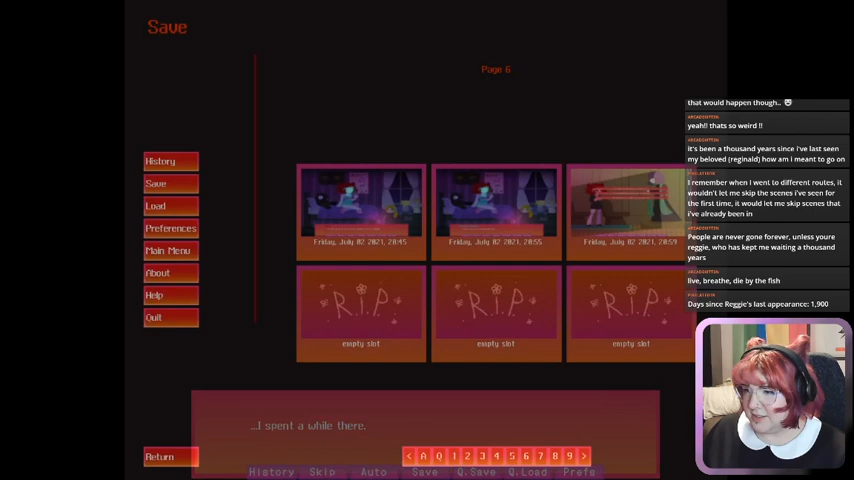 Save
Page 6
History
Save
Load
Preferences
Main Menu
About
Help
Quit
Friday, July 02 2021, 20:45
Friday, July 02 2021, 20:55
Friday, July 02 2021, 20:59
R.I.P.
R.I.P.
R.I.P.
empty slot
empty slot
empty slot
...I spent a while there.
Return
< A Q 1 2 3 4 5 6 7 8 9 >
History Skip Auto Save Q.Save Q.Load Prefs
that would happen though..
yeah!! thats so weird !!
it's been a thousand years since i've last seen
my beloved (reginald) how am i meant to go on
I remember when I went to different routes, it
wouldn't let me skip the scenes i've seen for
the first time, it would let me skip scenes that
i've already been in
People are never gone forever, unless youre
reggie, who has kept me waiting a thousand
years
live, breathe, die by the fish
Days since Reggie's last appearance: 1,900